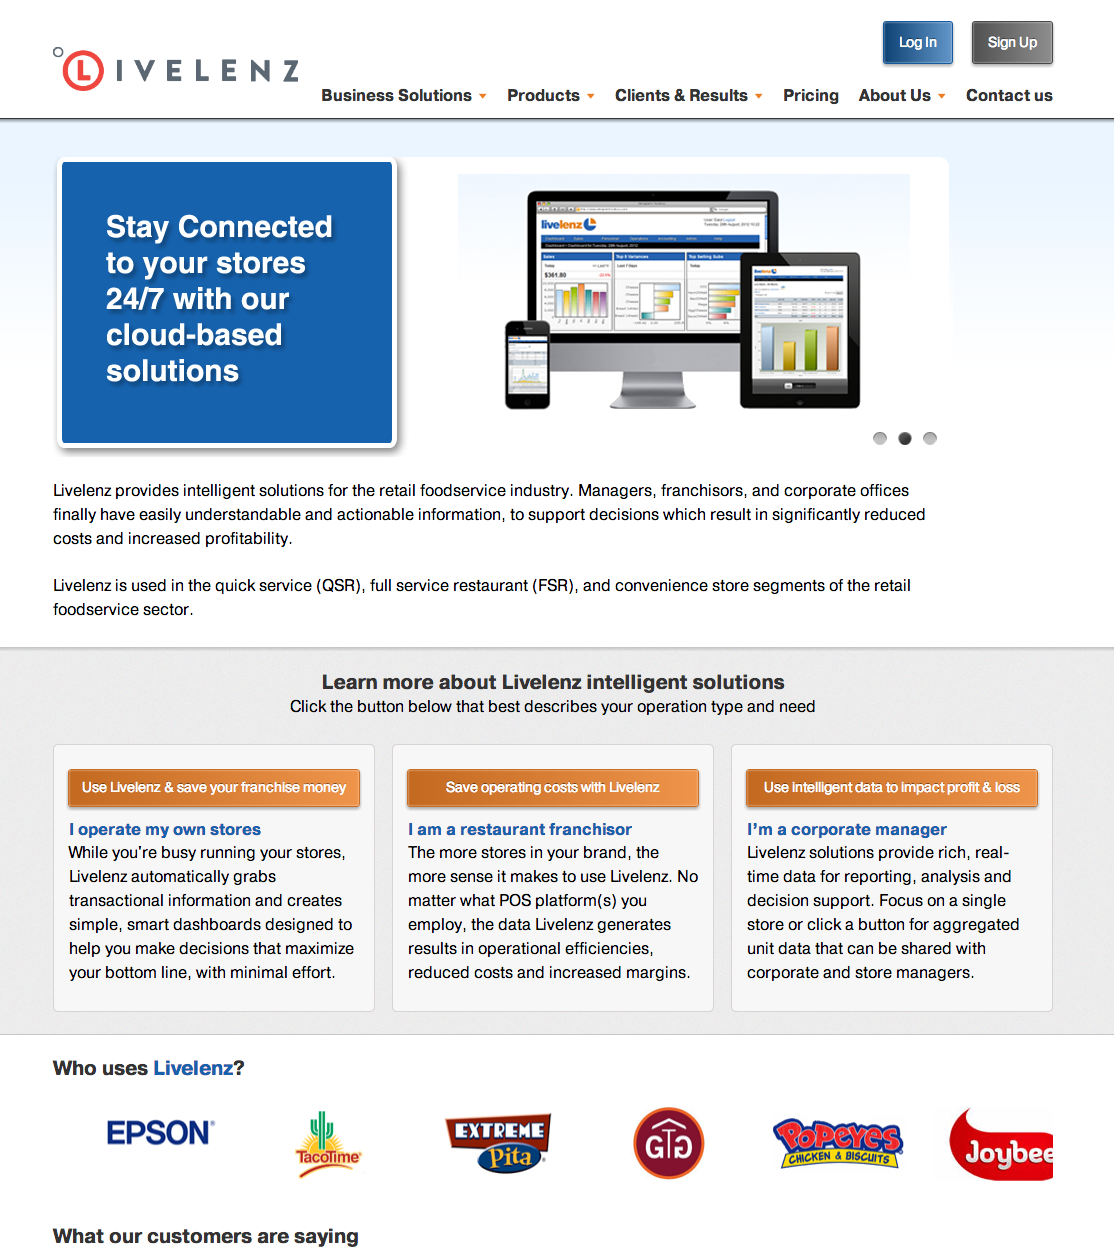 LIVELENZ
Log In
Sign Up
Business Solutions
Products
Clients & Results
Pricing
About Us
Contact us
Stay Connected
to your stores
24/7 with our
cloud-based
solutions
livelenz
Sales
Top 5 Variances
Top Selling Subs
Today
Last 7 Days
Today
$361.80
Livelenz provides intelligent solutions for the retail foodservice industry. Managers, franchisors, and corporate offices
finally have easily understandable and actionable information, to support decisions which result in significantly reduced
costs and increased profitability.
Livelenz is used in the quick service (QSR), full service restaurant (FSR), and convenience store segments of the retail
foodservice sector.
Learn more about Livelenz intelligent solutions
Click the button below that best describes your operation type and need
Use Livelenz & save your franchise money
I operate my own stores
While you're busy running your stores,
Livelenz automatically grabs
transactional information and creates
simple, smart dashboards designed to
help you make decisions that maximize
your bottom line, with minimal effort.
Save operating costs with Livelenz
I am a restaurant franchisor
The more stores in your brand, the
more sense it makes to use Livelenz. No
matter what POS platform(s) you
employ, the data Livelenz generates
results in operational efficiencies,
reduced costs and increased margins.
Use intelligent data to impact profit & loss
I'm a corporate manager
Livelenz solutions provide rich, real-
time data for reporting, analysis and
decision support. Focus on a single
store or click a button for aggregated
unit data that can be shared with
corporate and store managers.
Who uses Livelenz?
EPSON
TacoTime
EXTREME
Pita
GTG
POPEYES
CHICKEN & BISCUITS
Joybee
What our customers are saying